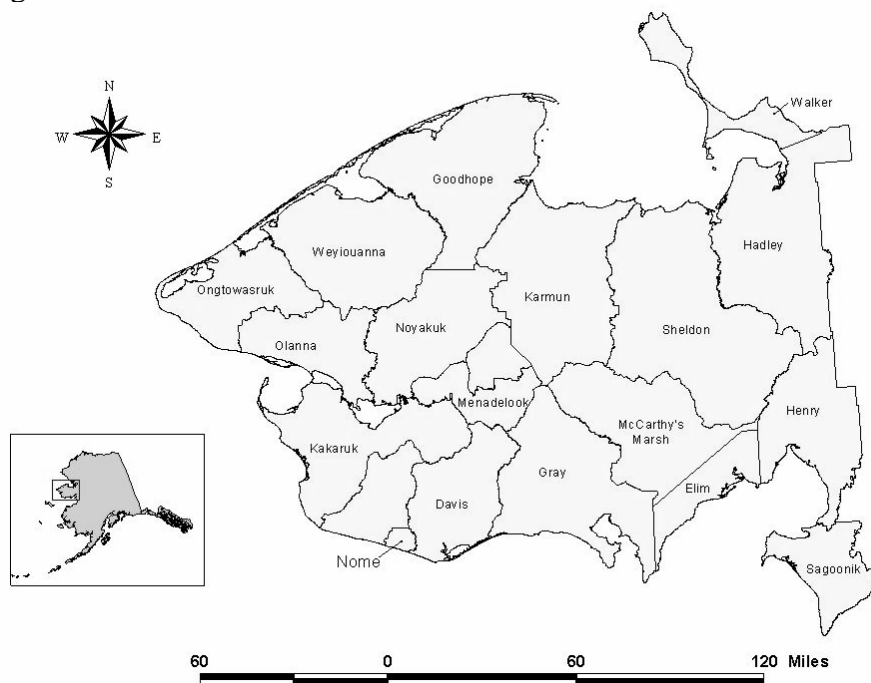 N
Walker
W
E
S
Goodhope
Hadley
Weyiouanna
Ongtowasruk
Karmun
Noyakuk
Sheldon
Olanna
Menadelook
Henry
McCarthy's
Marsh
Kakaruk
Gray
Elim
Davis
Nome
Sagoonik
60
0
60
120 Miles